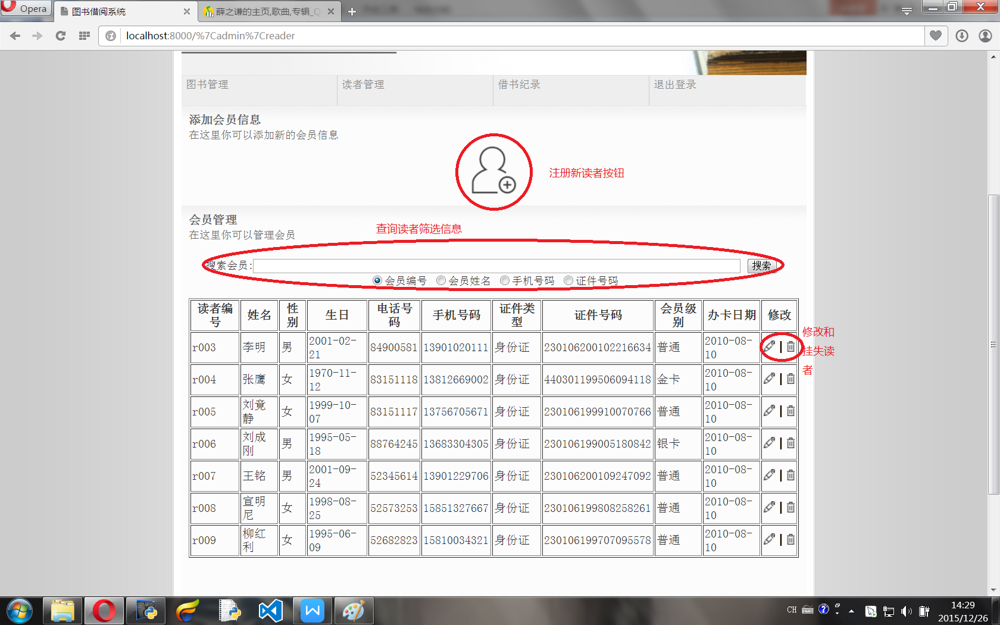 Opera
图书借阅系统
薛之谦的主页,歌曲,专辑_Q
localhost:8000/%7Cadmin%7Creader
图书管理 读者管理 借书纪录 退出登录
添加会员信息
在这里你可以添加新的会员信息
注册新读者按钮
会员管理
在这里你可以管理会员
查询读者筛选信息
搜索会员: 搜索
会员编号 会员姓名 手机号码 证件号码
读者编号 姓名 性别 生日 电话号码 手机号码 证件类型 证件号码 会员级别 办卡日期 修改
r003 李明 男 2001-02-21 84900581 13901020111 身份证 230106200102216634 普通 2010-08-10 |
修改和
挂失读
者
r004 张鹰 女 1970-11-12 83151118 13812669002 身份证 440301199506094118 金卡 2010-08-10 |
r005 刘竟静 女 1999-10-07 83151117 13756705671 身份证 230106199910070766 普通 2010-08-10 |
r006 刘成刚 男 1995-05-18 88764245 13683304305 身份证 230106199005180842 银卡 2010-08-10 |
r007 王铭 男 2001-09-24 52345614 13901229706 身份证 230106200109247092 普通 2010-08-10 |
r008 宣明尼 女 1998-08-25 52573253 15851327667 身份证 230106199808258261 普通 2010-08-10 |
r009 柳红利 女 1995-06-09 52682823 15810034321 身份证 230106199707095578 普通 2010-08-10 |
CH
14:29
2015/12/26